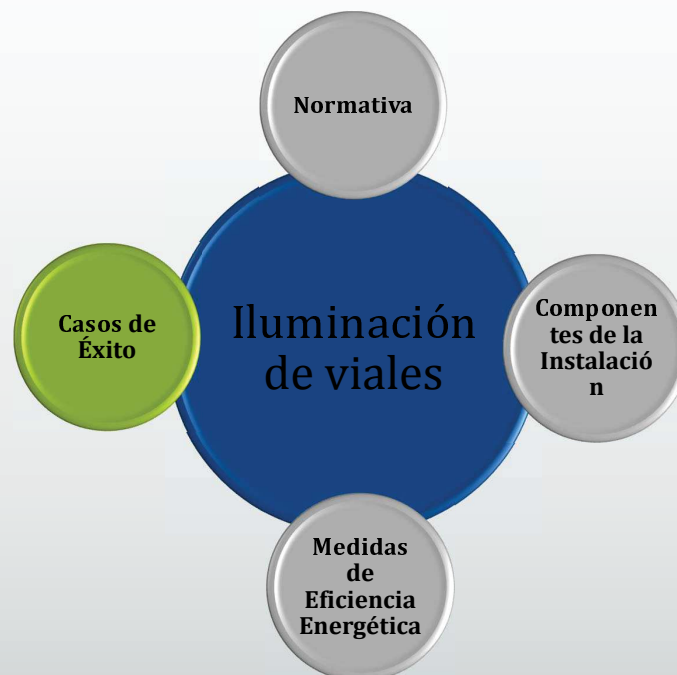 Normativa
Iluminación
de viales
Componen
tes de la
Instalació
n
Medidas
de
Eficiencia
Energética
Casos de
Éxito